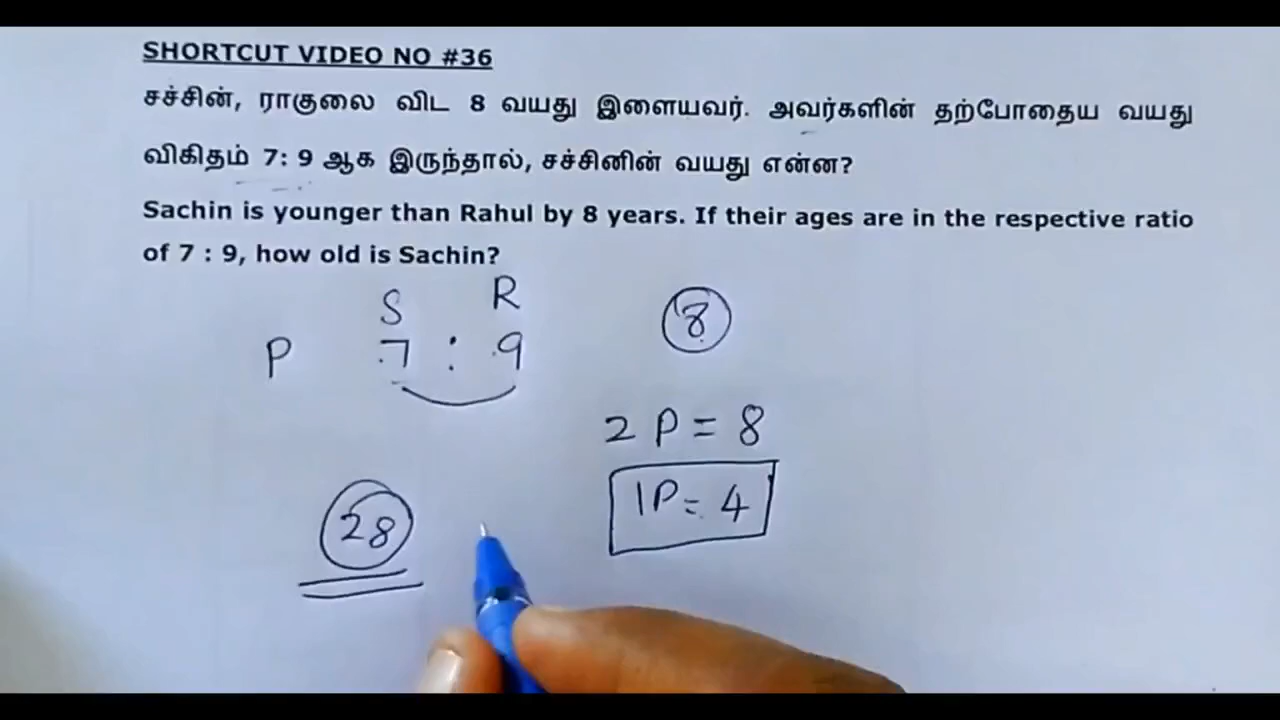 SHORTCUT VIDEO NO #36
சச்சின், ராகுலை விட 8 வயது இளையவர். அவர்களின் தற்போதைய வயது
விகிதம் 7: 9 ஆக இருந்தால், சச்சினின் வயது என்ன?
Sachin is younger than Rahul by 8 years. If their ages are in the respective ratio
of 7 : 9, how old is Sachin?
S R
8
P 7 : 9
2 P = 8
1P = 4
28